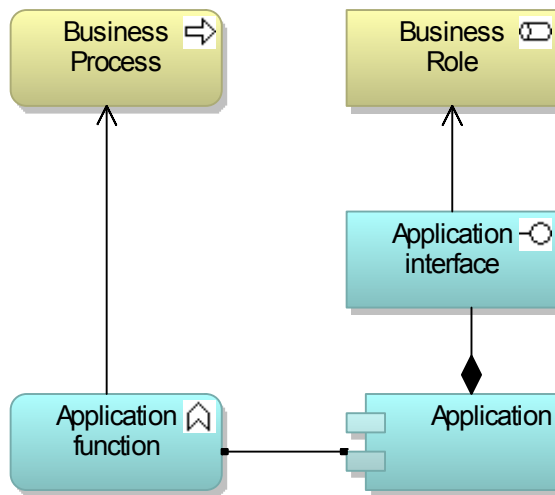 Business
Process
Business
Role
Application
interface
Application
function
Application